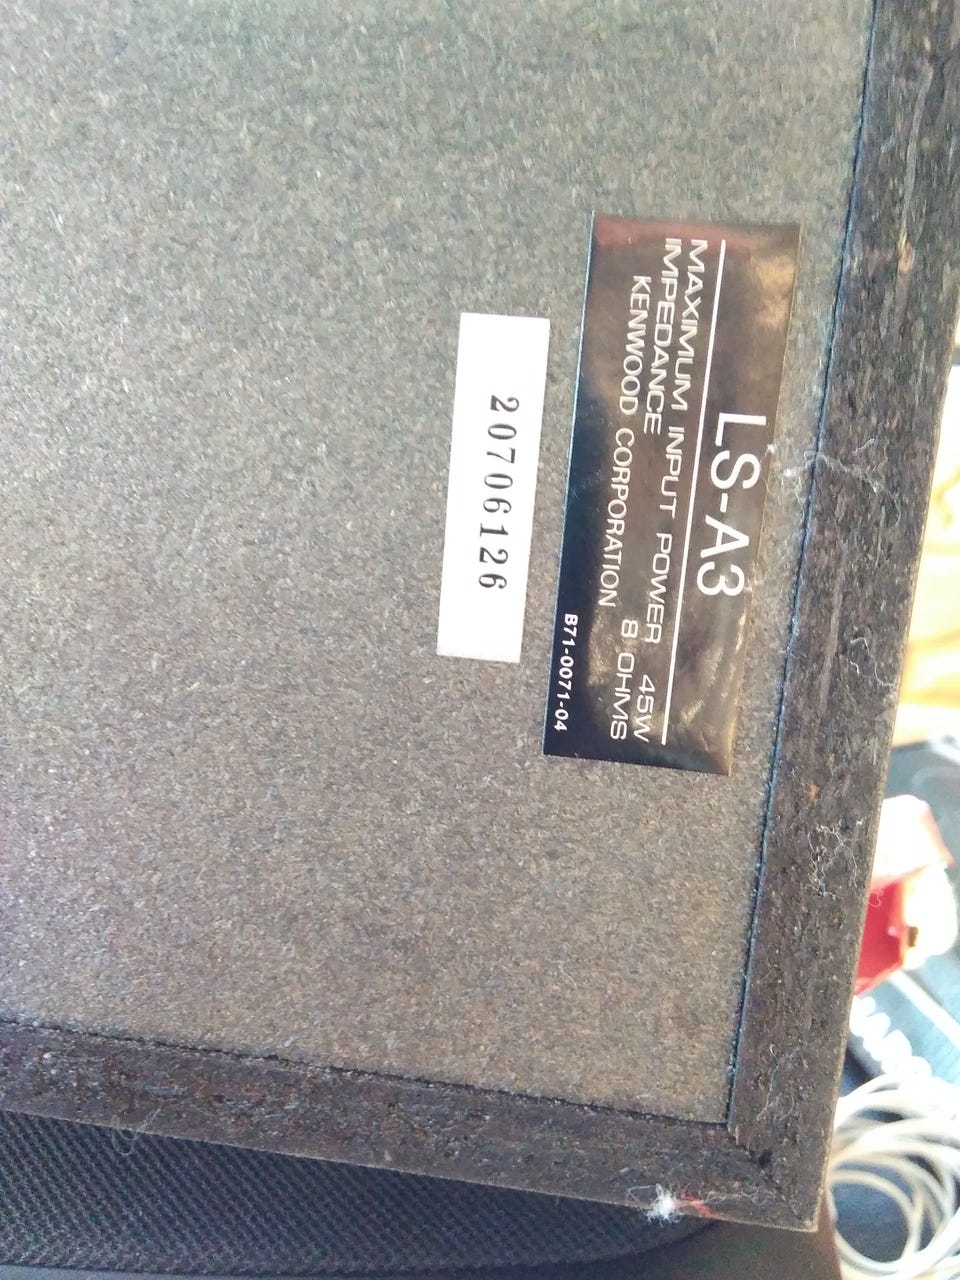 LS-A3
MAXIMUM INPUT POWER 45W
IMPEDANCE 8 OHMS
KENWOOD CORPORATION
B71-0071-04
20706126